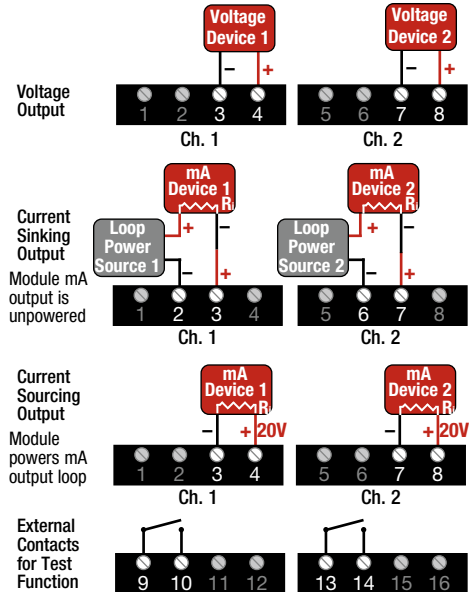 Voltage
Device 1
Voltage
Device 2
– +
– +
Voltage
Output
1 2 3 4
5 6 7 8
Ch. 1
Ch. 2
mA
Device 1
Ri
mA
Device 2
Ri
Current
Sinking
Output
Loop
Power
Source 1
+ –
Loop
Power
Source 2
+ –
Module mA
output is
unpowered
– +
– +
1 2 3 4
5 6 7 8
Ch. 1
Ch. 2
Current
Sourcing
Output
mA
Device 1
Ri
mA
Device 2
Ri
Module
powers mA
output loop
– + 20V
– + 20V
1 2 3 4
5 6 7 8
Ch. 1
Ch. 2
External
Contacts
for Test
Function
9 10 11 12
13 14 15 16